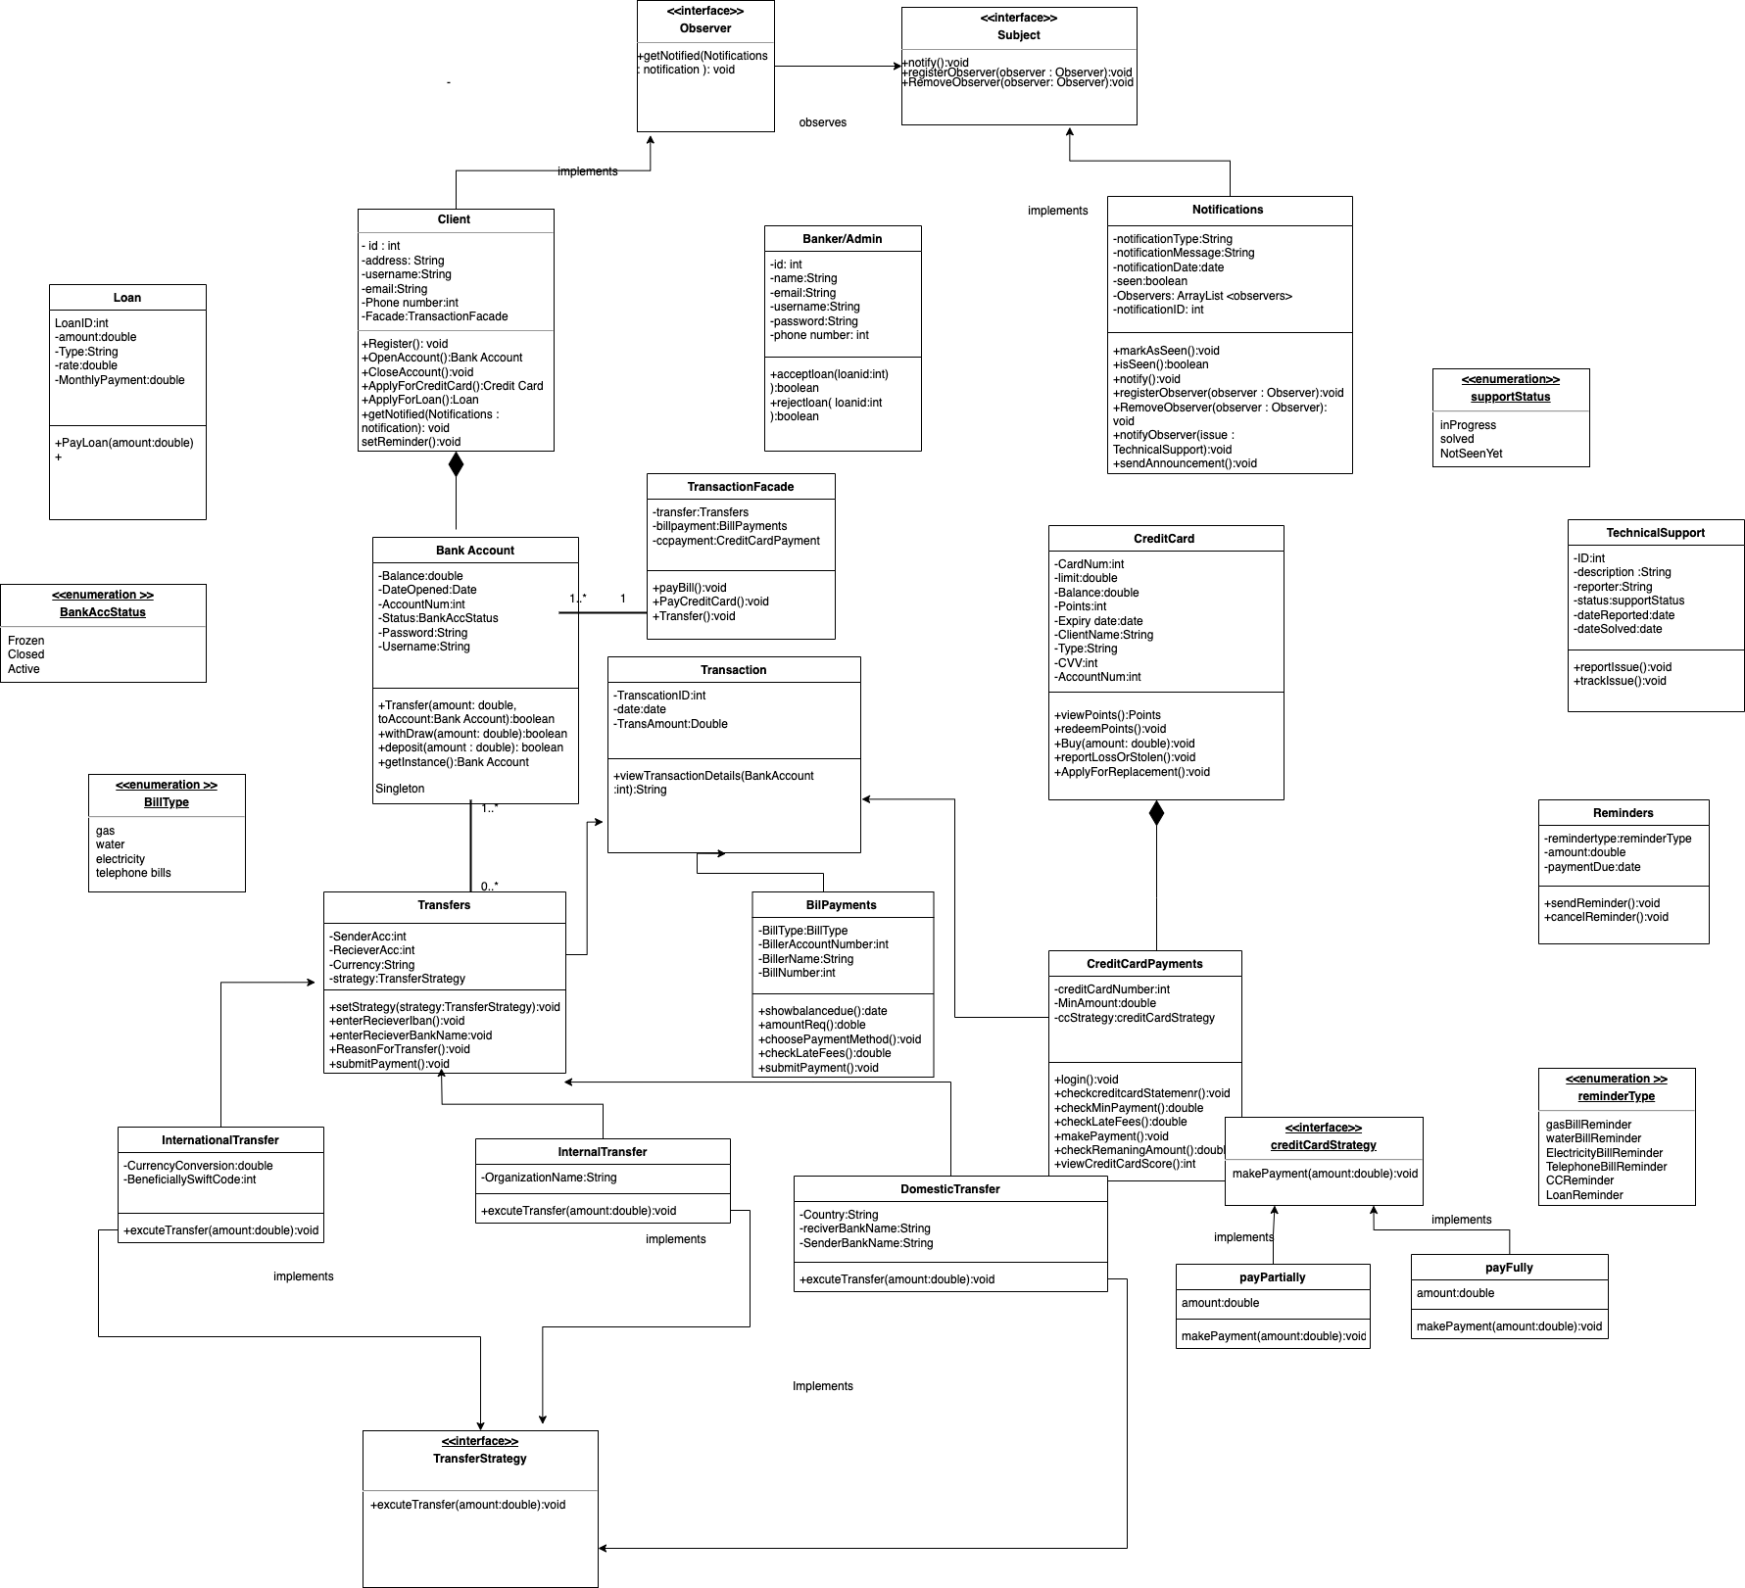 <<interface>>
Observer
+getNotified(Notifications
: notification ): void
<<interface>>
Subject
+notify():void
+registerObserver(observer : Observer):void
+RemoveObserver(observer: Observer):void
-
observes
implements
implements
Client
- id : int
-address: String
-username:String
-email:String
-Phone number:int
-Facade:TransactionFacade
+Register(): void
+OpenAccount():Bank Account
+CloseAccount():void
+ApplyForCreditCard():Credit Card
+ApplyForLoan():Loan
+getNotified(Notifications :
notification): void
setReminder():void
Banker/Admin
-id: int
-name:String
-email:String
-username:String
-password:String
-phone number: int
+acceptloan(loanid:int)
):boolean
+rejectloan( loanid:int
):boolean
Notifications
-notificationType:String
-notificationMessage:String
-notificationDate:date
-seen:boolean
-Observers: ArrayList <observers>
-notificationID: int
+markAsSeen():void
+isSeen():boolean
+notify():void
+registerObserver(observer : Observer):void
+RemoveObserver(observer : Observer):
void
+notifyObserver(issue :
TechnicalSupport):void
+sendAnnouncement():void
Loan
LoanID:int
-amount:double
-Type:String
-rate:double
-MonthlyPayment:double
+PayLoan(amount:double)
+
<<enumeration>>
supportStatus
inProgress
solved
NotSeenYet
TransactionFacade
-transfer:Transfers
-billpayment:BillPayments
-ccpayment:CreditCardPayment
+payBill():void
+PayCreditCard():void
+Transfer():void
Bank Account
-Balance:double
-DateOpened:Date
-AccountNum:int
-Status:BankAccStatus
-Password:String
-Username:String
+Transfer(amount: double,
toAccount:Bank Account):boolean
+withDraw(amount: double):boolean
+deposit(amount : double): boolean
+getInstance():Bank Account
Singleton
1..*
1
CreditCard
-CardNum:int
-limit:double
-Balance:double
-Points:int
-Expiry date:date
-ClientName:String
-Type:String
-CVV:int
-AccountNum:int
+viewPoints():Points
+redeemPoints():void
+Buy(amount: double):void
+reportLossOrStolen():void
+ApplyForReplacement():void
TechnicalSupport
-ID:int
-description :String
-reporter:String
-status:supportStatus
-dateReported:date
-dateSolved:date
+reportIssue():void
+trackIssue():void
<<enumeration >>
BankAccStatus
Frozen
Closed
Active
Transaction
-TranscationID:int
-date:date
-TransAmount:Double
+viewTransactionDetails(BankAccount
:int):String
<<enumeration >>
BillType
gas
water
electricity
telephone bills
1..*
0..*
Reminders
-remindertype:reminderType
-amount:double
-paymentDue:date
+sendReminder():void
+cancelReminder():void
Transfers
-SenderAcc:int
-RecieverAcc:int
-Currency:String
-strategy:TransferStrategy
+setStrategy(strategy:TransferStrategy):void
+enterRecieverIban():void
+enterRecieverBankName:void
+ReasonForTransfer():void
+submitPayment():void
BilPayments
-BillType:BillType
-BillerAccountNumber:int
-BillerName:String
-BillNumber:int
+showbalancedue():date
+amountReq():doble
+choosePaymentMethod():void
+checkLateFees():double
+submitPayment():void
CreditCardPayments
-creditCardNumber:int
-MinAmount:double
-ccStrategy:creditCardStrategy
+login():void
+checkcreditcardStatemenr():void
+checkMinPayment():double
+checkLateFees():double
+makePayment():void
+checkRemaningAmount():doubl
+viewCreditCardScore():int
<<interface>>
creditCardStrategy
makePayment(amount:double):void
<<enumeration >>
reminderType
gasBillReminder
waterBillReminder
ElectricityBillReminder
TelephoneBillReminder
CCReminder
LoanReminder
InternationalTransfer
-CurrencyConversion:double
-BeneficiallySwiftCode:int
+excuteTransfer(amount:double):void
InternalTransfer
-OrganizationName:String
+excuteTransfer(amount:double):void
DomesticTransfer
-Country:String
-reciverBankName:String
-SenderBankName:String
+excuteTransfer(amount:double):void
implements
implements
implements
implements
payPartially
amount:double
makePayment(amount:double):void
payFully
amount:double
makePayment(amount:double):void
Implements
<<interface>>
TransferStrategy
+excuteTransfer(amount:double):void